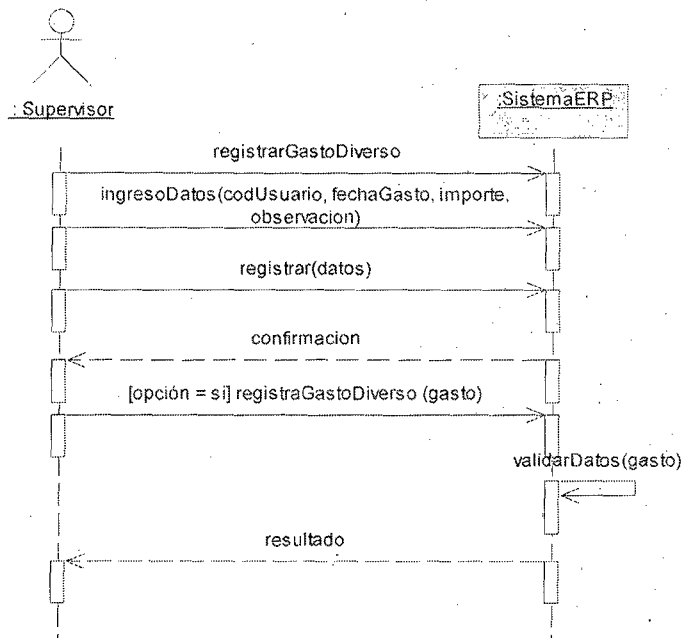 : Supervisor
:SistemaERP
registrarGastoDiverso
ingresoDatos(codUsuario, fechaGasto, importe,
observacion)
registrar(datos)
confirmacion
[opción = si] registraGastoDiverso (gasto)
validarDatos(gasto)
resultado